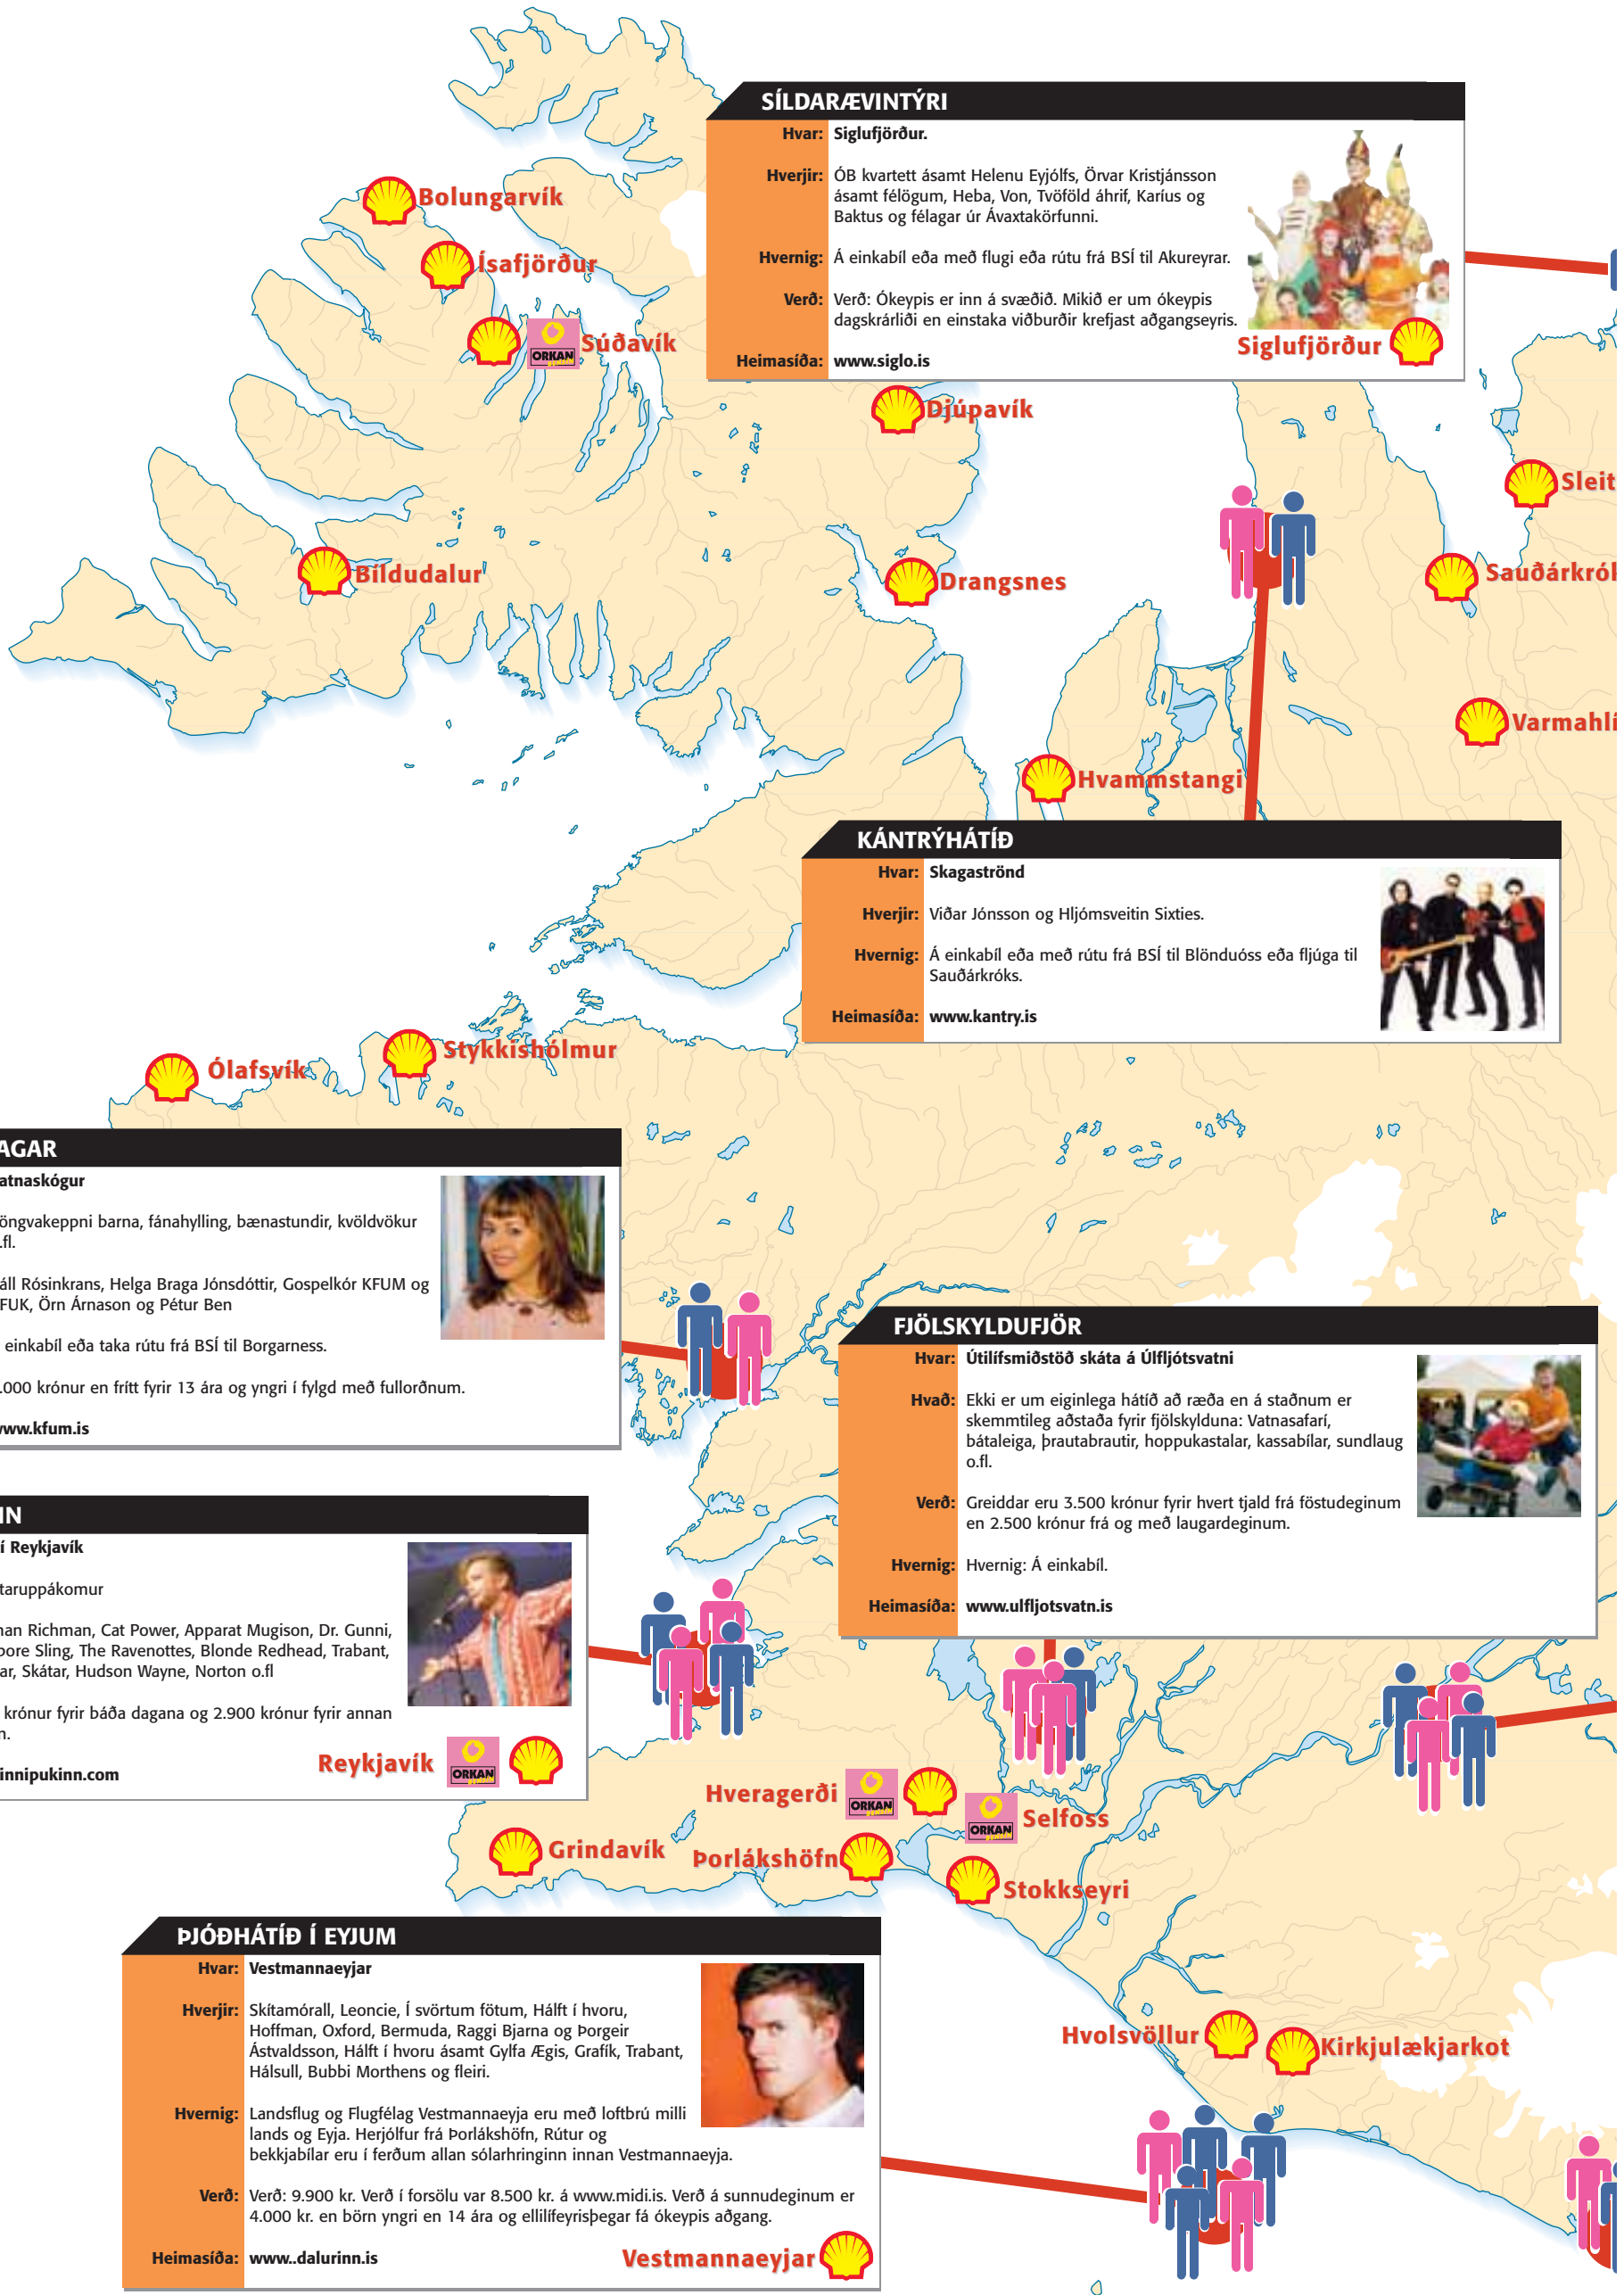 SÍLDARÆVINTÝRI
Hvar: Siglufjörður.
Hverjir: ÓB kvartett ásamt Helenu Eyjólfs, Örvar Kristjánsson
ásamt félögum, Heba, Von, Tvöföld áhrif, Karíus og
Baktus og félagar úr Ávaxtakörfunni.
Hvernig: Á einkabíl eða með flugi eða rútu frá BSÍ til Akureyrar.
Verð: Verð: Ókeypis er inn á svæðið. Mikið er um ókeypis
dagskrárliði en einstaka viðburðir krefjast aðgangseyris.
Heimasíða: www.siglo.is
Siglufjörður
Bolungarvík
Ísafjörður
ORKAN
Súðavík
Djúpavík
Sleit
Bíldudalur
Drangsnes
Sauðárkrók
Varmahlí
Hvammstangi
KÁNTRÝHÁTÍÐ
Hvar: Skagaströnd
Hverjir: Viðar Jónsson og Hljómsveitin Sixties.
Hvernig: Á einkabíl eða með rútu frá BSÍ til Blönduóss eða fljúga til
Sauðárkróks.
Heimasíða: www.kantry.is
Stykkishólmur
Ólafsvík
AGAR
atnaskógur
öngvakeppni barna, fánahylling, bænastundir, kvöldvökur
.fl.
áll Rósinkrans, Helga Braga Jónsdóttir, Gospelkór KFUM og
FUK, Örn Árnason og Pétur Ben
einkabíl eða taka rútu frá BSÍ til Borgarness.
.000 krónur en frítt fyrir 13 ára og yngri í fylgd með fullorðnum.
www.kfum.is
FJÖLSKYLDUFJÖR
Hvar: Útilífsmiðstöð skáta á Úlfljótsvatni
Hvað: Ekki er um eiginlega hátíð að ræða en á staðnum er
skemmtileg aðstaða fyrir fjölskylduna: Vatnasafarí,
bátaleiga, þrautabrautir, hoppukastalar, kassabílar, sundlaug
o.fl.
Verð: Greiddar eru 3.500 krónur fyrir hvert tjald frá föstudeginum
en 2.500 krónur frá og með laugardeginum.
Hvernig: Hvernig: Á einkabíl.
Heimasíða: www.ulfljotsvatn.is
IN
í Reykjavík
taruppákomur
nan Richman, Cat Power, Apparat Mugison, Dr. Gunni,
pore Sling, The Ravenottes, Blonde Redhead, Trabant,
ar, Skátar, Hudson Wayne, Norton o.fl
krónur fyrir báða dagana og 2.900 krónur fyrir annan
n.
innipukinn.com
Reykjavík
ORKAN
Hveragerði
ORKAN
ORKAN
Selfoss
Grindavík
Þorlákshöfn
Stokkseyri
ÞJÓÐHÁTÍÐ Í EYJUM
Hvar: Vestmannaeyjar
Hverjir: Skítamórall, Leoncie, Í svörtum fötum, Hálft í hvoru,
Hoffman, Oxford, Bermuda, Raggi Bjarna og Þorgeir
Ástvaldsson, Hálft í hvoru ásamt Gylfa Ægis, Grafík, Trabant,
Hálsull, Bubbi Morthens og fleiri.
Hvernig: Landsflug og Flugfélag Vestmannaeyja eru með loftbrú milli
lands og Eyja. Herjólfur frá Þorlákshöfn, Rútur og
bekkjabílar eru í ferðum allan sólarhringinn innan Vestmannaeyja.
Verð: Verð: 9.900 kr. Verð í forsölu var 8.500 kr. á www.midi.is. Verð á sunnudeginum er
4.000 kr. en börn yngri en 14 ára og ellilífeyrisþegar fá ókeypis aðgang.
Heimasíða: www..dalurinn.is
Vestmannaeyjar
Hvolsvöllur
Kirkjulækjarkot